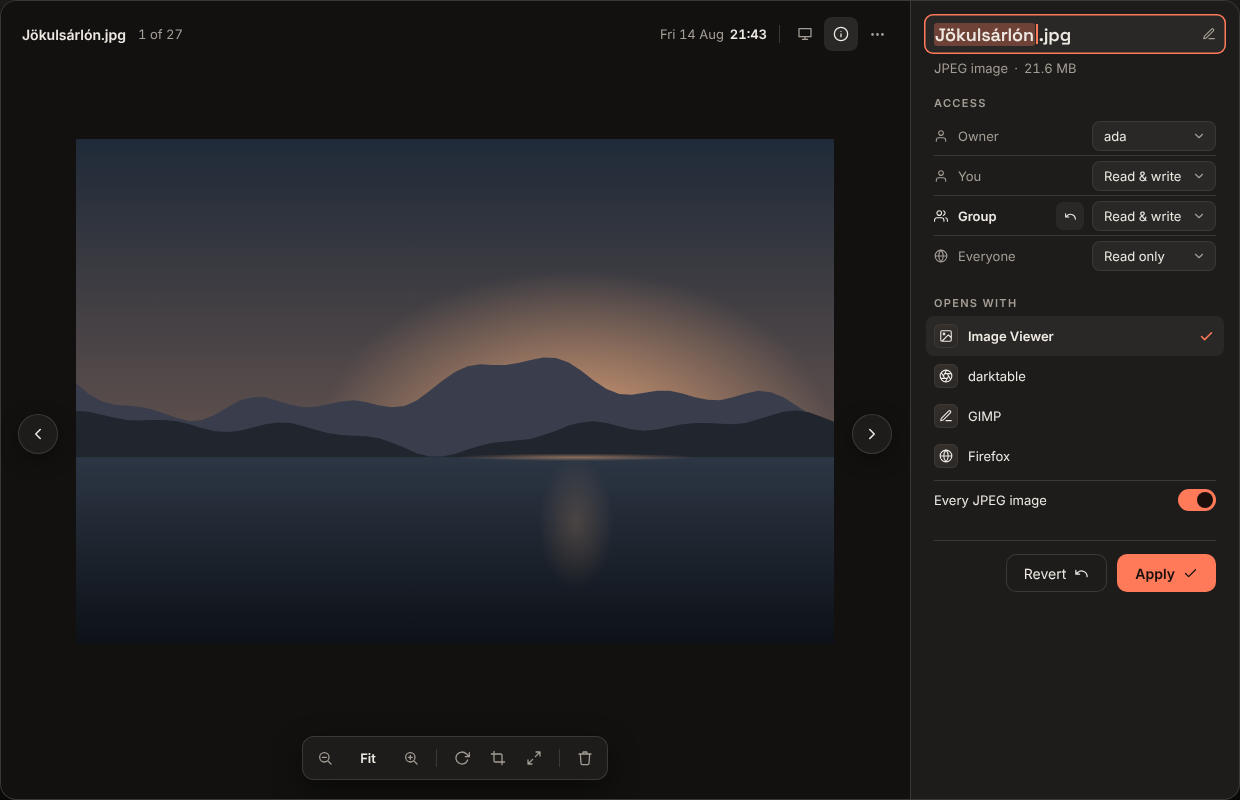 Jökulsárlón.jpg 1 of 27
Fri 14 Aug 21:43
Jökulsárlón.jpg
JPEG image · 21.6 MB
ACCESS
Owner ada
You Read & write
Group Read & write
Everyone Read only
OPENS WITH
Image Viewer
darktable
GIMP
Firefox
Every JPEG image
Revert Apply
Fit